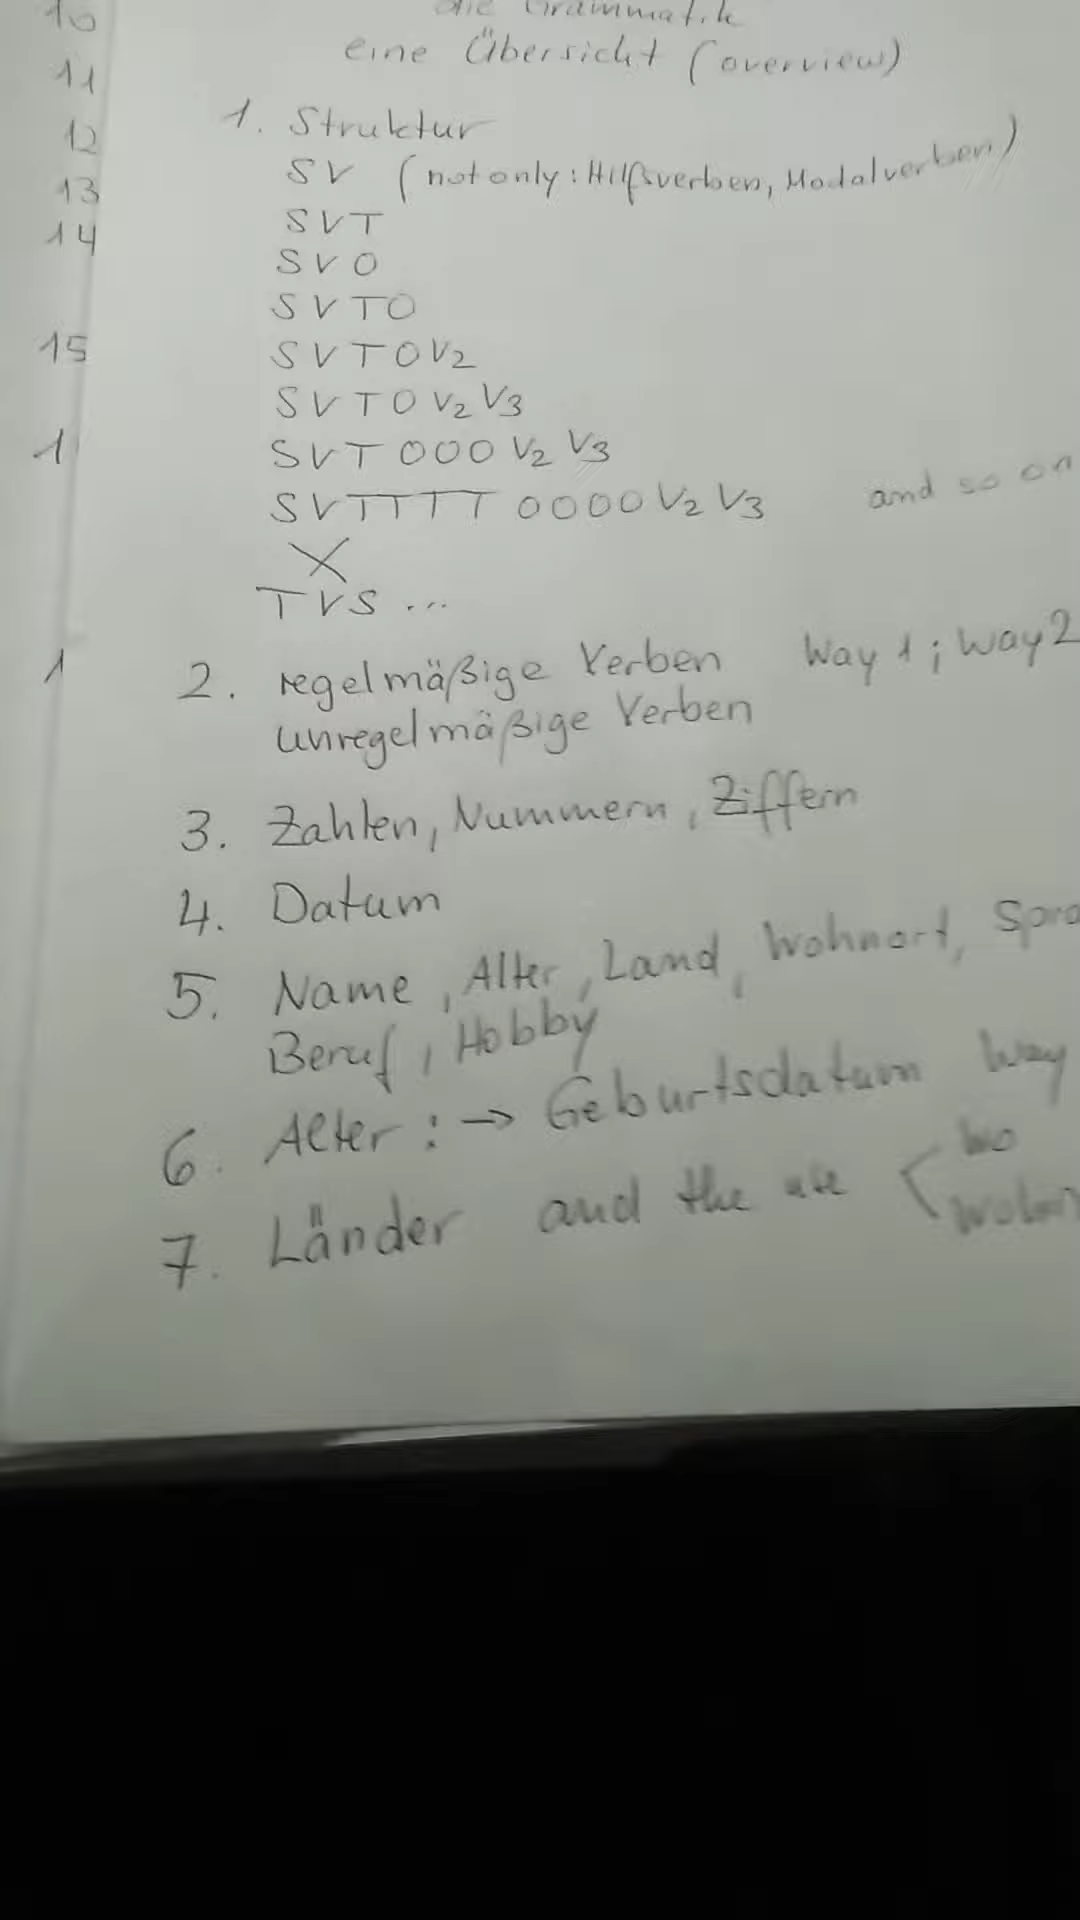 10
die Grammatik
eine Übersicht (overview)
11
1. Struktur
12
SV (not only: Hilfsverben, Modalverben)
13
SVT
14
SVO
SVTO
15
SVTOV2
SVTOV2V3
1
SVTOOOV2V3
SVTTTTOOOOV2V3 and so on
X
TVS ...
1
2. regelmäßige Verben Way 1; Way 2
unregelmäßige Verben
3. Zahlen, Nummern, Ziffern
4. Datum
5. Name, Alter, Land, Wohnort,
Beruf, Hobby
6. Alter: → Geburtsdatum Way
7. Länder and the
wo